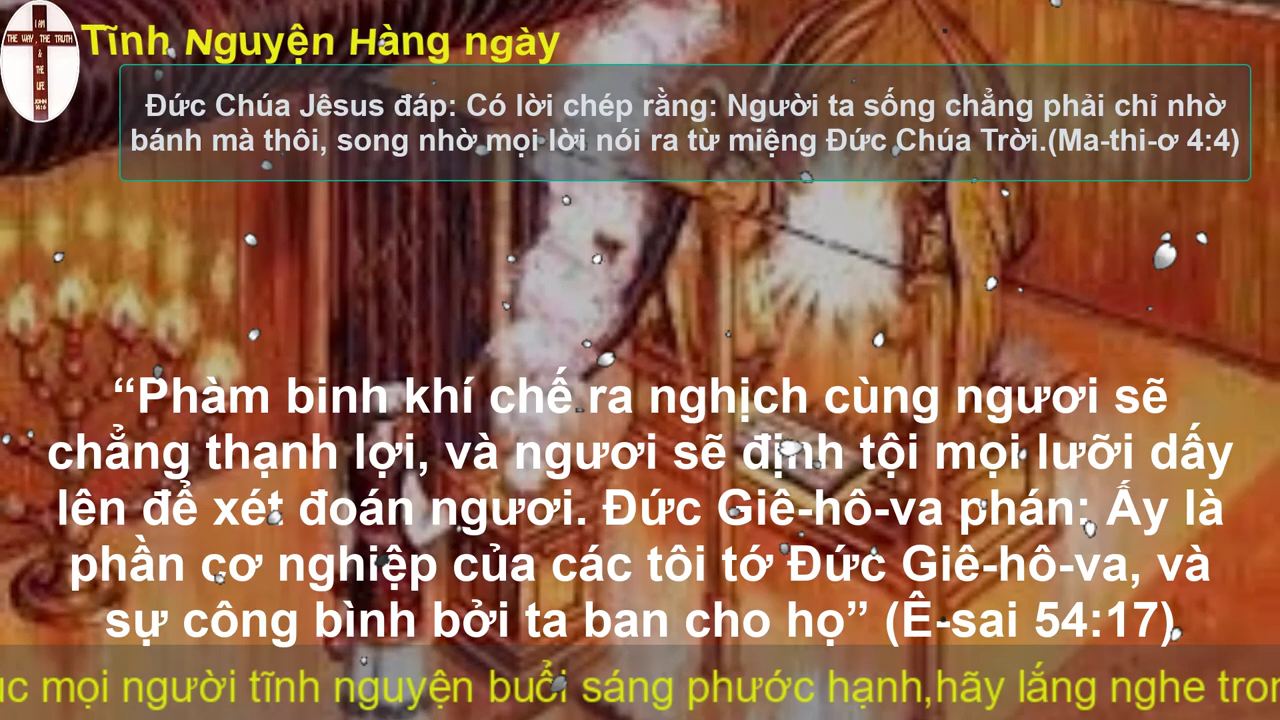 I AM
THE WAY, THE TRUTH
&
THE
LIFE
JOHN
14:6
Tĩnh Nguyện Hàng ngày
Đức Chúa Jêsus đáp: Có lời chép rằng: Người ta sống chẳng phải chỉ nhờ
bánh mà thôi, song nhờ mọi lời nói ra từ miệng Đức Chúa Trời.(Ma-thi-ơ 4:4)
“Phàm binh khí chế ra nghịch cùng ngươi sẽ
chẳng thạnh lợi, và ngươi sẽ định tội mọi lưỡi dấy
lên để xét đoán ngươi. Đức Giê-hô-va phán: Ấy là
phần cơ nghiệp của các tôi tớ Đức Giê-hô-va, và
sự công bình bởi ta ban cho họ” (Ê-sai 54:17)
úc mọi người tĩnh nguyện buổi sáng phước hạnh,hãy lắng nghe tron